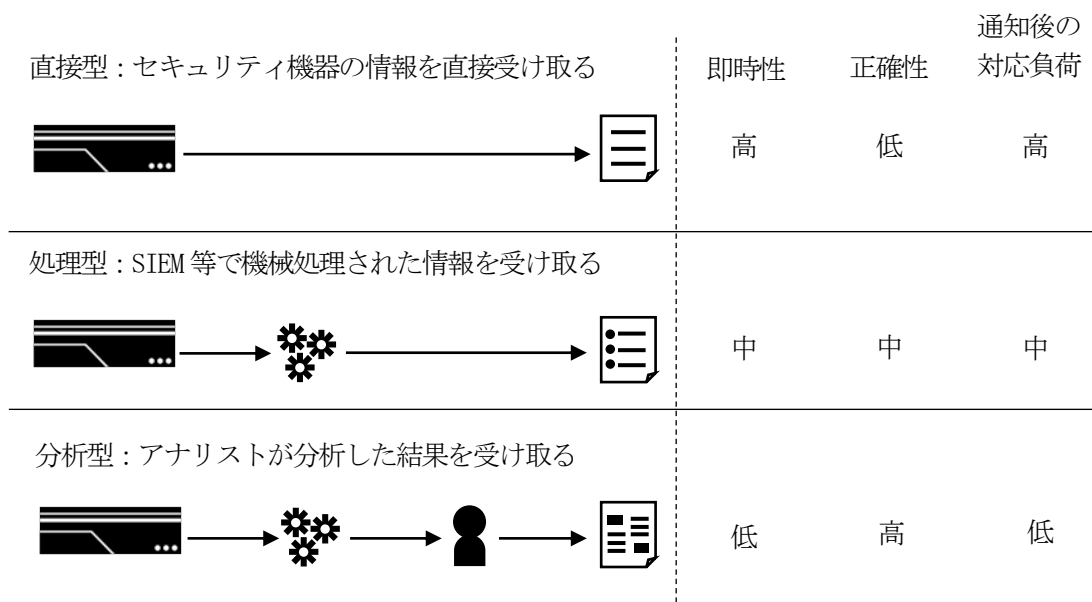 通知後の
直接型：セキュリティ機器の情報を直接受け取る 即時性 正確性 対応負荷
高 低 高
処理型：SIEM 等で機械処理された情報を受け取る
中 中 中
分析型：アナリストが分析した結果を受け取る
低 高 低